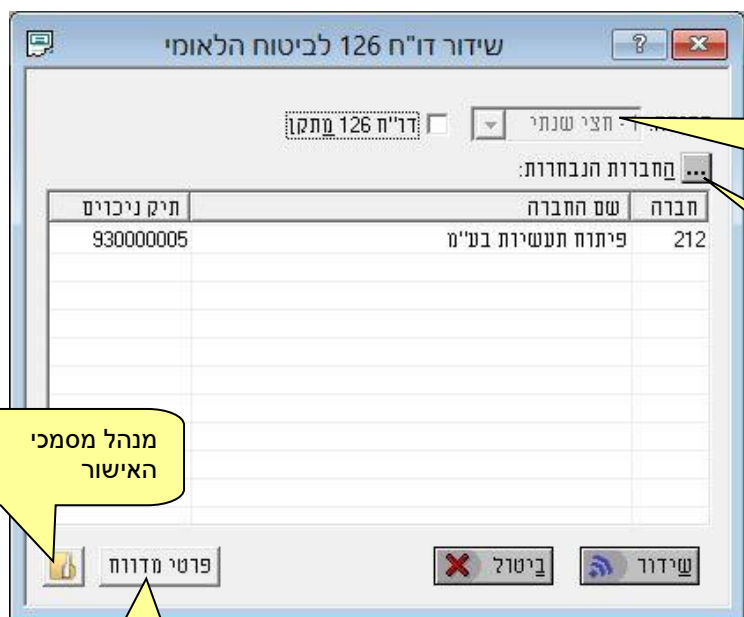 שידור דו"ח 126 לביטוח הלאומי
1 - חצי שנתי דו"ח 126 מתקן
... החברות הנבחרות:
חברה שם החברה תיק ניכויים
212 פיתוח תעשיות בע"מ 930000005
מנהל מסמכי
האישור
שידור ביטול פרטי מדווח